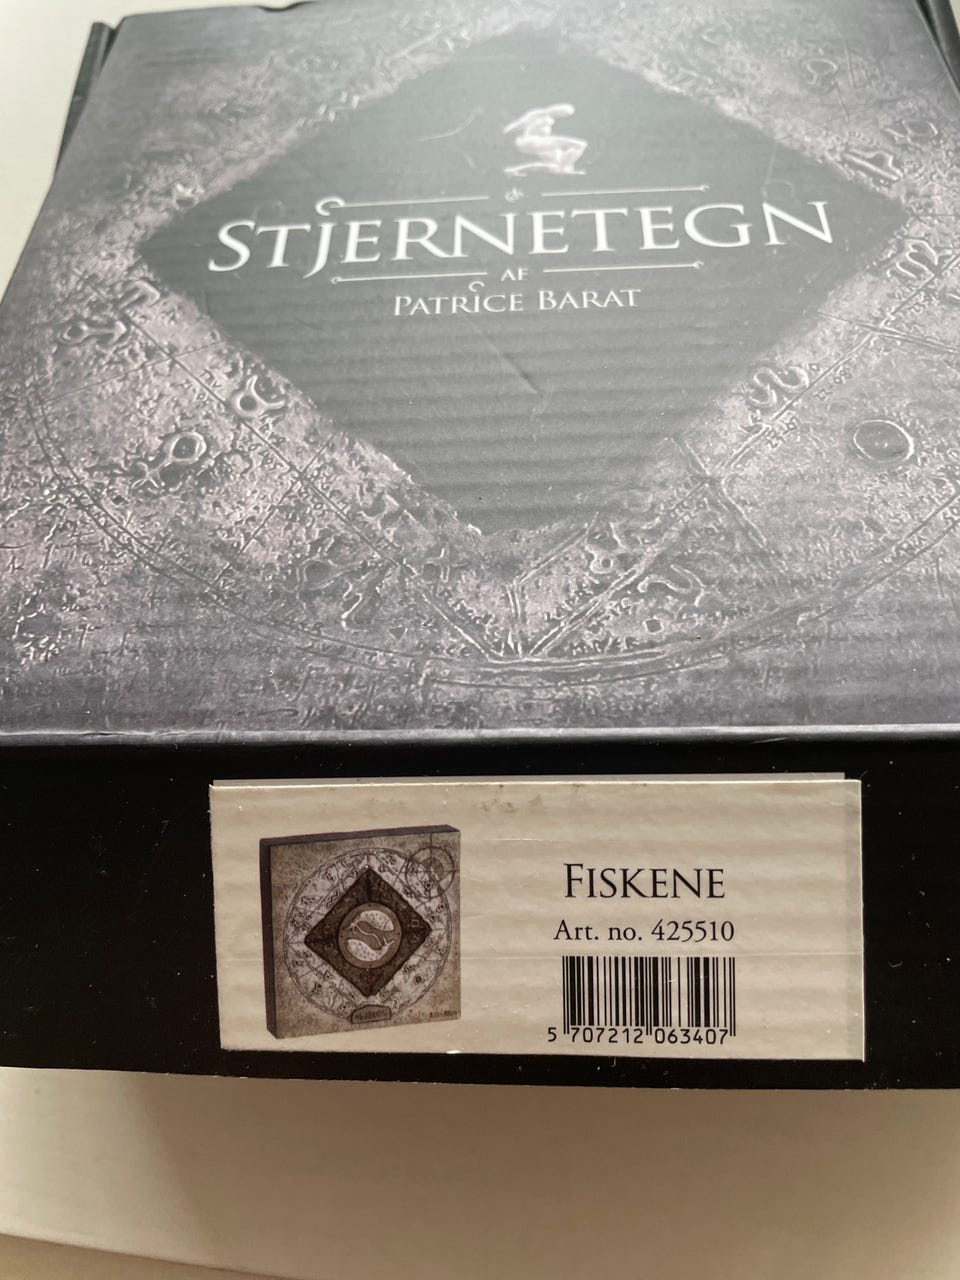 STJERNETEGN
AF
PATRICE BARAT
FISKENE
Art. no. 425510
5 707212 063407